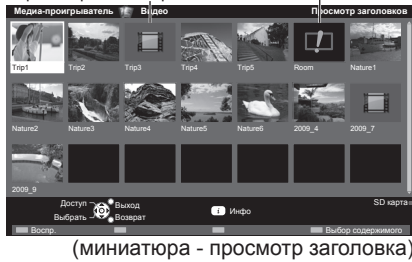 Медиа-проигрыватель Видео Просмотр заголовков
Trip1 Trip2 Trip3 Trip4 Trip5 Room Nature1
Nature2 Nature3 Nature4 Nature5 Nature6 2009_4 2009_7
2009_9
SD карта
Доступ Выход
i Инфо
Выбрать Возврат
Воспр. Выбор содержимого
(миниатюра - просмотр заголовка)